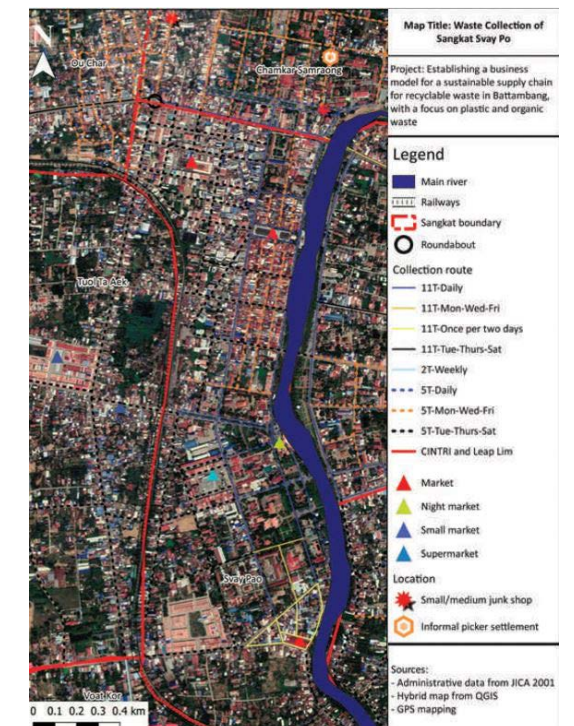 Map Title: Waste Collection of
Sangkat Svay Po
Project: Establishing a business
model for a sustainable supply chain
for recyclable waste in Battambang,
with a focus on plastic and organic
waste
Legend
Main river
Railways
Sangkat boundary
Roundabout
Collection route
11T-Daily
11T-Mon-Wed-Fri
11T-Once per two days
11T-Tue-Thurs-Sat
2T-Weekly
5T-Daily
5T-Mon-Wed-Fri
5T-Tue-Thurs-Sat
CINTRI and Leap Lim
Market
Night market
Small market
Supermarket
Location
Small/medium junk shop
Informal picker settlement
Sources:
- Administrative data from JICA 2001
- Hybrid map from QGIS
- GPS mapping
N
Ou Char
Chamkar Samraong
Tuol Ta Aek
Svay Pao
Voat Kor
0 0.1 0.2 0.3 0.4 km